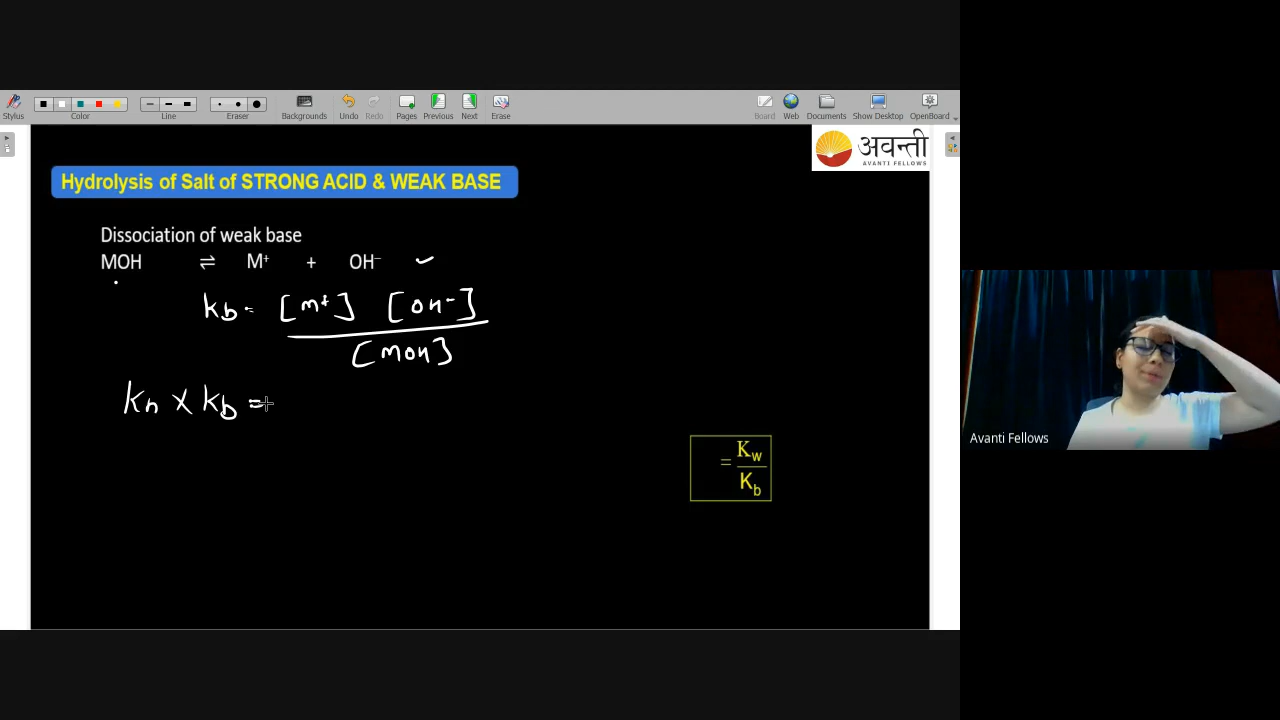 Stylus
Color
Line
Eraser
Backgrounds
Undo
Redo
Pages
Previous
Next
Erase
Board
Web
Documents
Show Desktop
OpenBoard
अवन्ती
AVANTI FELLOWS
Hydrolysis of Salt of STRONG ACID & WEAK BASE
Dissociation of weak base
MOH ⇌ M⁺ + OH⁻
kb = [m+] [oh-]
[moh]
kh x kb =
= Kw
Kb
Avanti Fellows